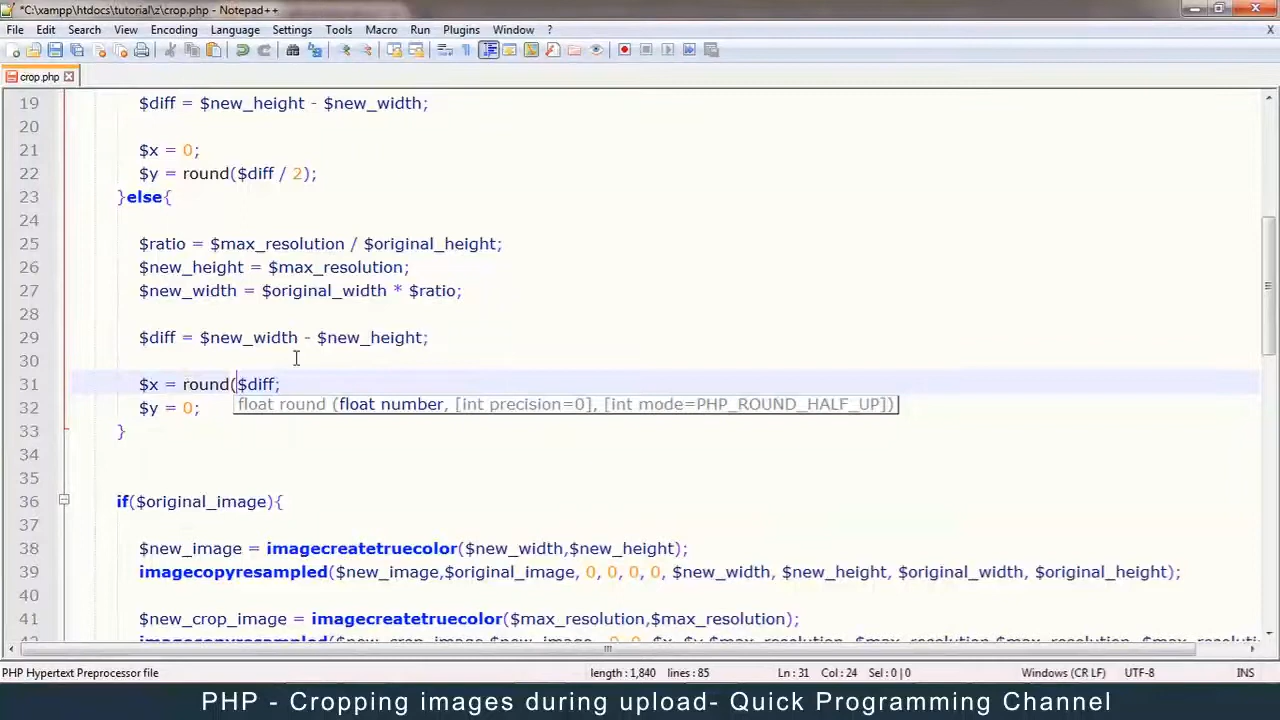 *C:\xampp\htdocs\tutorial\z\crop.php - Notepad++
File Edit Search View Encoding Language Settings Tools Macro Run Plugins Window ? X
crop.php
19 $diff = $new_height - $new_width;
20
21 $x = 0;
22 $y = round($diff / 2);
23 }else{
24
25 $ratio = $max_resolution / $original_height;
26 $new_height = $max_resolution;
27 $new_width = $original_width * $ratio;
28
29 $diff = $new_width - $new_height;
30
31 $x = round($diff;
float round (float number, [int precision=0], [int mode=PHP_ROUND_HALF_UP])
32 $y = 0;
33 }
34
35
36 if($original_image){
37
38 $new_image = imagecreatetruecolor($new_width,$new_height);
39 imagecopyresampled($new_image,$original_image, 0, 0, 0, 0, $new_width, $new_height, $original_width, $original_height);
40
41 $new_crop_image = imagecreatetruecolor($max_resolution,$max_resolution);
PHP Hypertext Preprocessor file length : 1,840 lines : 85 Ln : 31 Col : 24 Sel : 0 | 0 Windows (CR LF) UTF-8 INS
PHP - Cropping images during upload- Quick Programming Channel